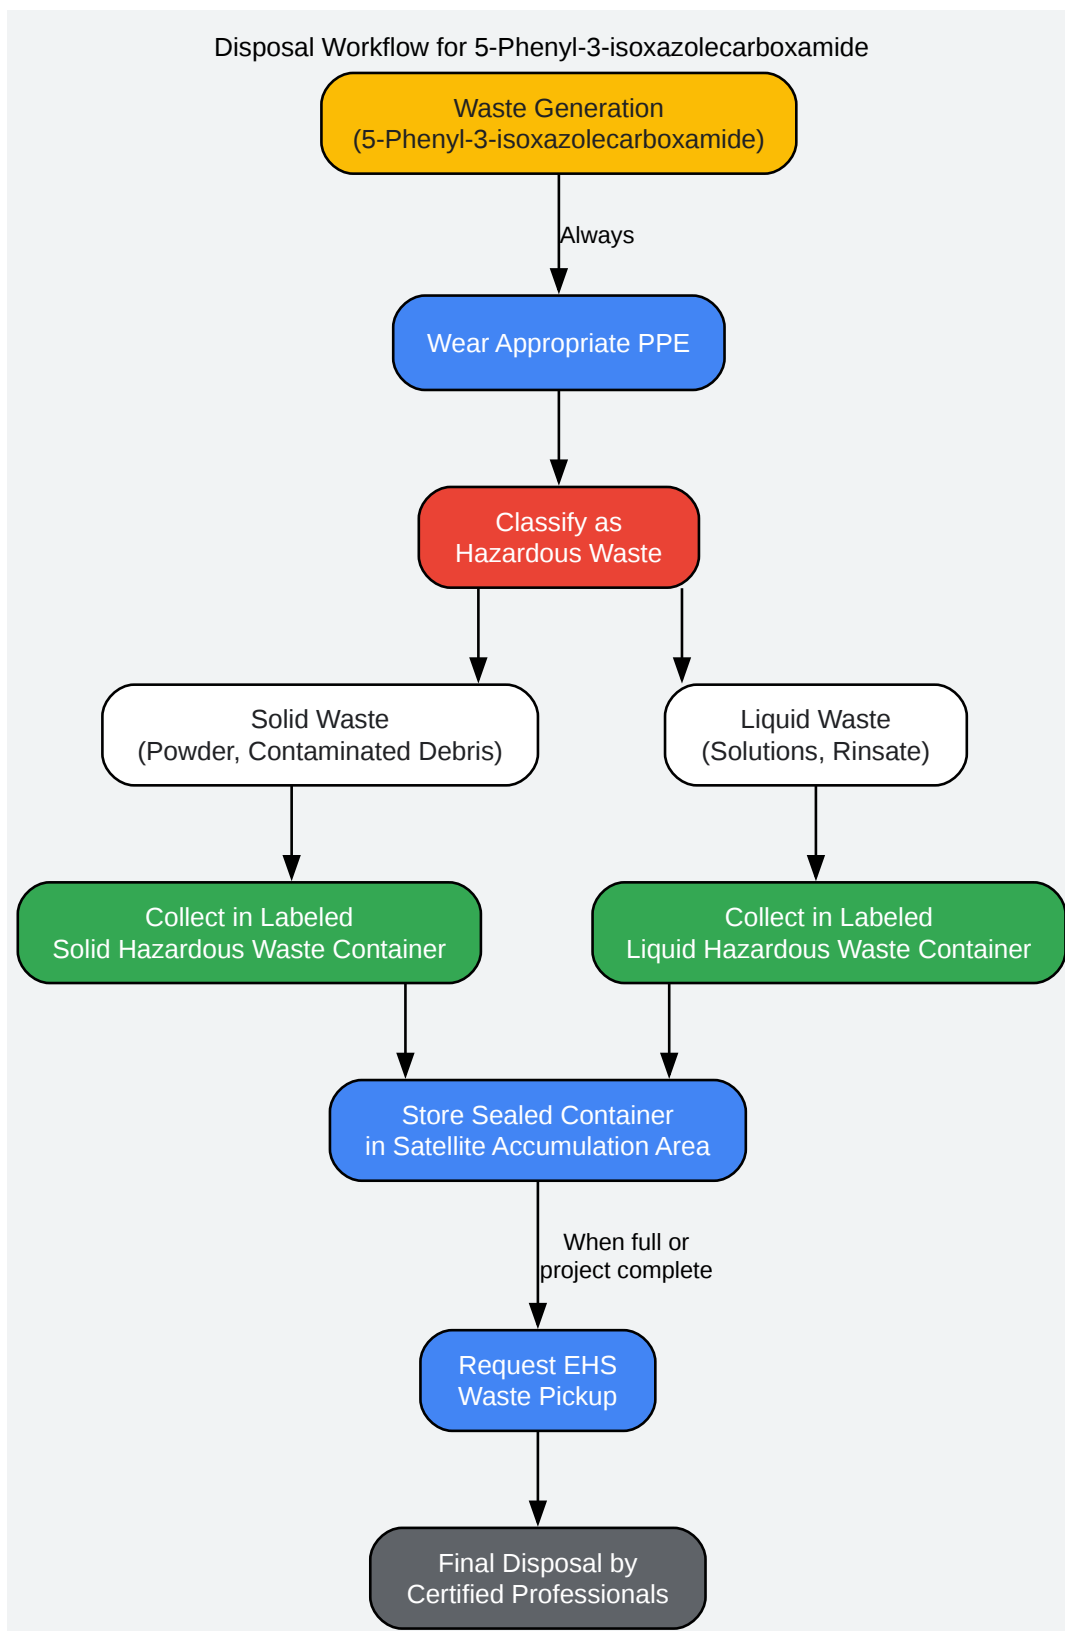 Disposal Workflow for 5-Phenyl-3-isoxazolecarboxamide
Waste Generation
(5-Phenyl-3-isoxazolecarboxamide)
Always
Wear Appropriate PPE
Classify as
Hazardous Waste
Solid Waste
(Powder, Contaminated Debris)
Liquid Waste
(Solutions, Rinsate)
Collect in Labeled
Solid Hazardous Waste Container
Collect in Labeled
Liquid Hazardous Waste Container
Store Sealed Container
in Satellite Accumulation Area
When full or
project complete
Request EHS
Waste Pickup
Final Disposal by
Certified Professionals